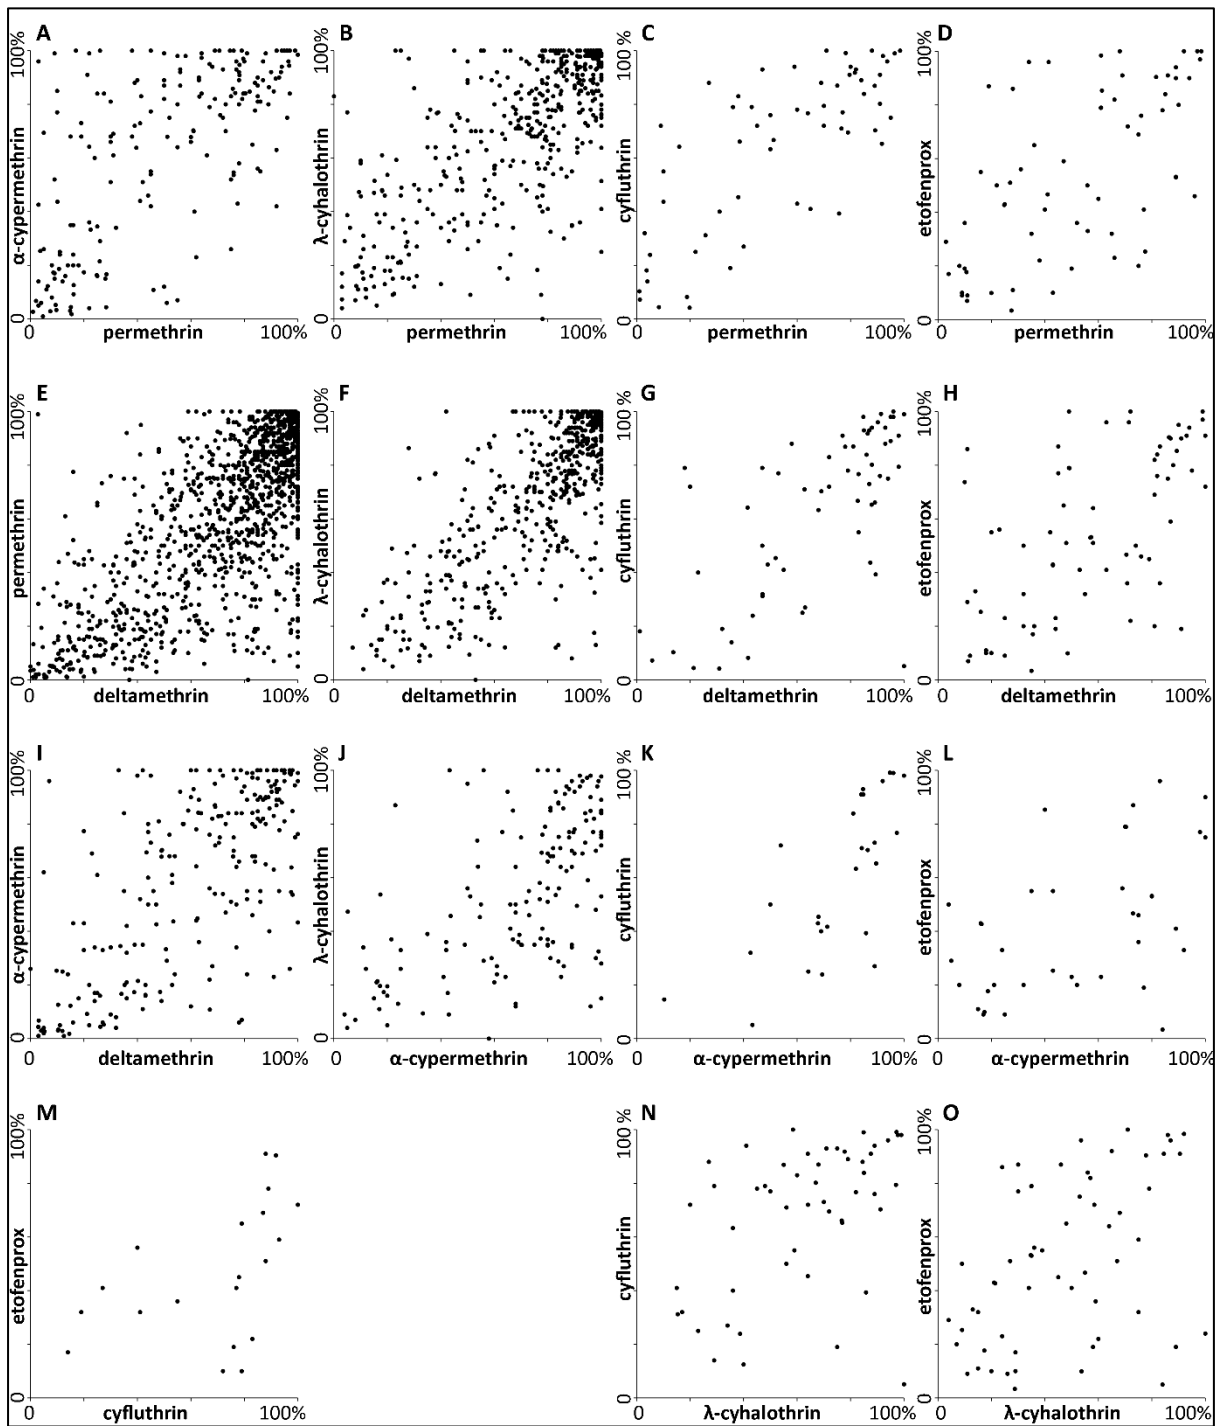 A
100%
α-cypermethrin
0
0
permethrin
100%
B
100%
λ-cyhalothrin
0
0
permethrin
100%
C
100%
cyfluthrin
0
0
permethrin
100%
D
100%
etofenprox
0
0
permethrin
100%
E
100%
permethrin
0
0
deltamethrin
100%
F
100%
λ-cyhalothrin
0
0
deltamethrin
100%
G
100%
cyfluthrin
0
0
deltamethrin
100%
H
100%
etofenprox
0
0
deltamethrin
100%
I
100%
α-cypermethrin
0
0
deltamethrin
100%
J
100%
λ-cyhalothrin
0
0
α-cypermethrin
100%
K
100%
cyfluthrin
0
0
α-cypermethrin
100%
L
100%
etofenprox
0
0
α-cypermethrin
100%
M
100%
etofenprox
0
0
cyfluthrin
100%
N
100%
cyfluthrin
0
0
λ-cyhalothrin
100%
O
100%
etofenprox
0
0
λ-cyhalothrin
100%